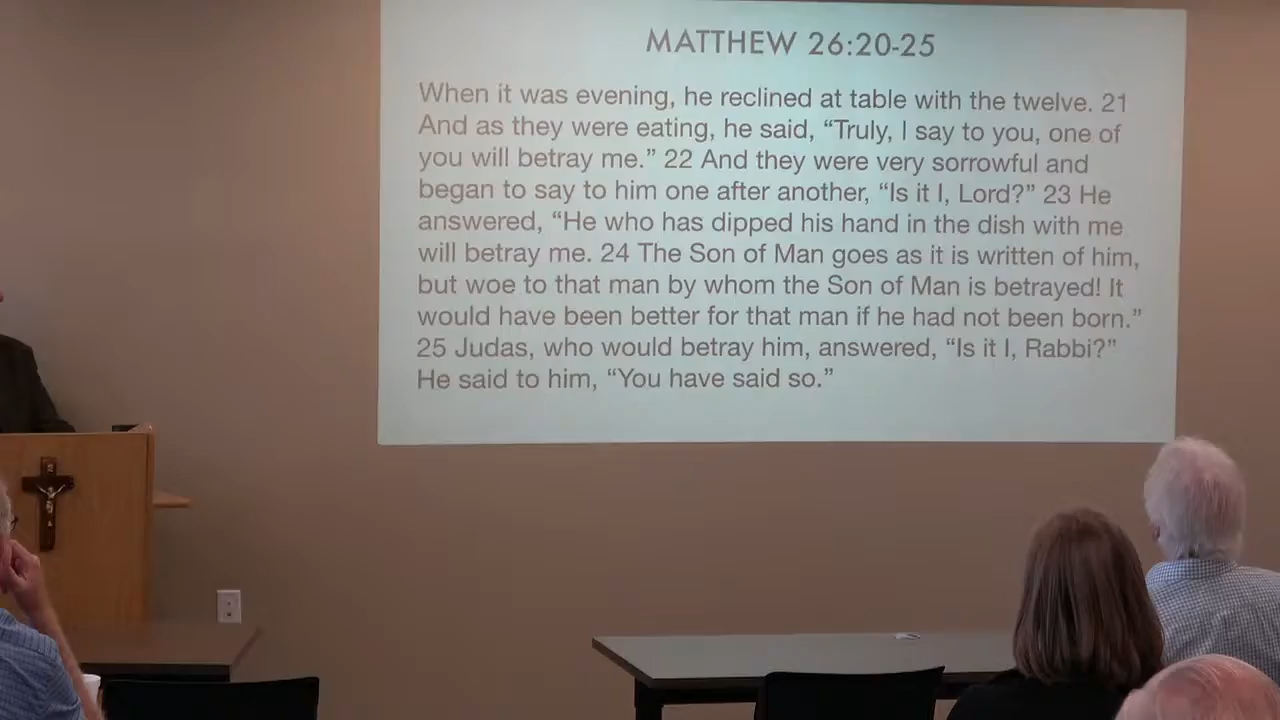 MATTHEW 26:20-25
When it was evening, he reclined at table with the twelve. 21
And as they were eating, he said, “Truly, I say to you, one of
you will betray me.” 22 And they were very sorrowful and
began to say to him one after another, “Is it I, Lord?” 23 He
answered, “He who has dipped his hand in the dish with me
will betray me. 24 The Son of Man goes as it is written of him,
but woe to that man by whom the Son of Man is betrayed! It
would have been better for that man if he had not been born.”
25 Judas, who would betray him, answered, “Is it I, Rabbi?”
He said to him, “You have said so.”